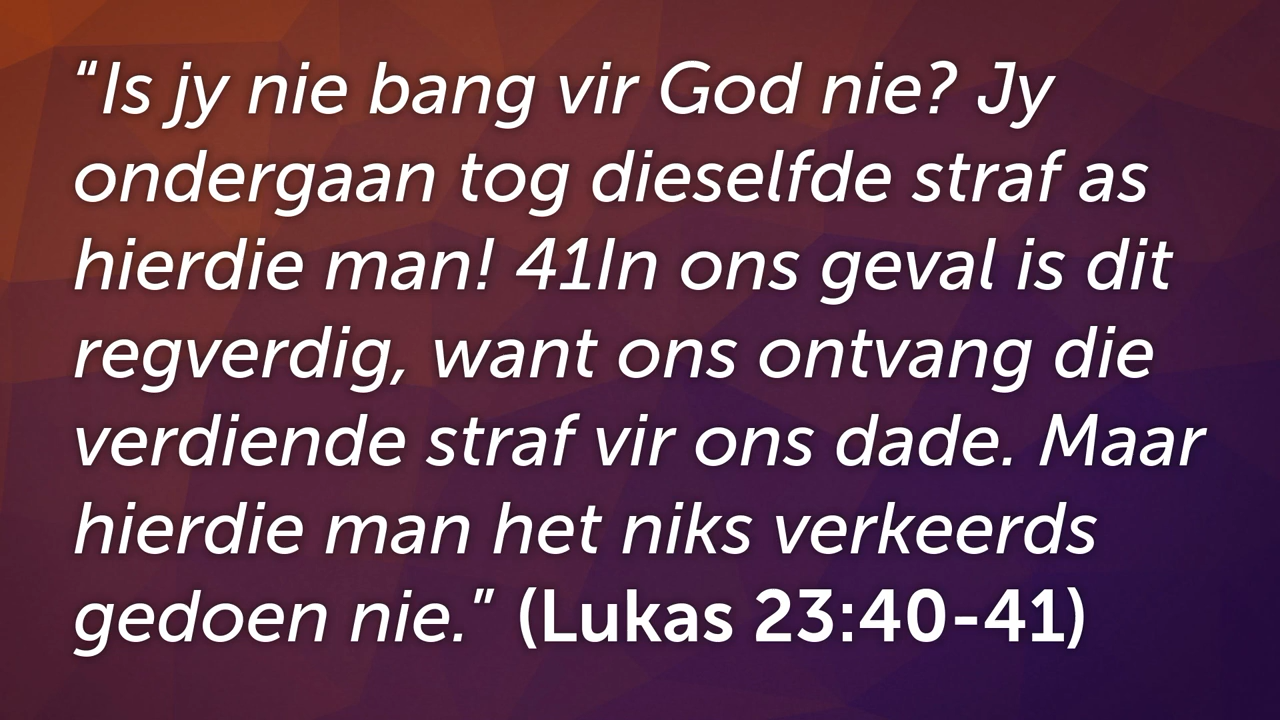 “Is jy nie bang vir God nie? Jy
ondergaan tog dieselfde straf as
hierdie man! 41In ons geval is dit
regverdig, want ons ontvang die
verdiende straf vir ons dade. Maar
hierdie man het niks verkeerds
gedoen nie.” (Lukas 23:40-41)